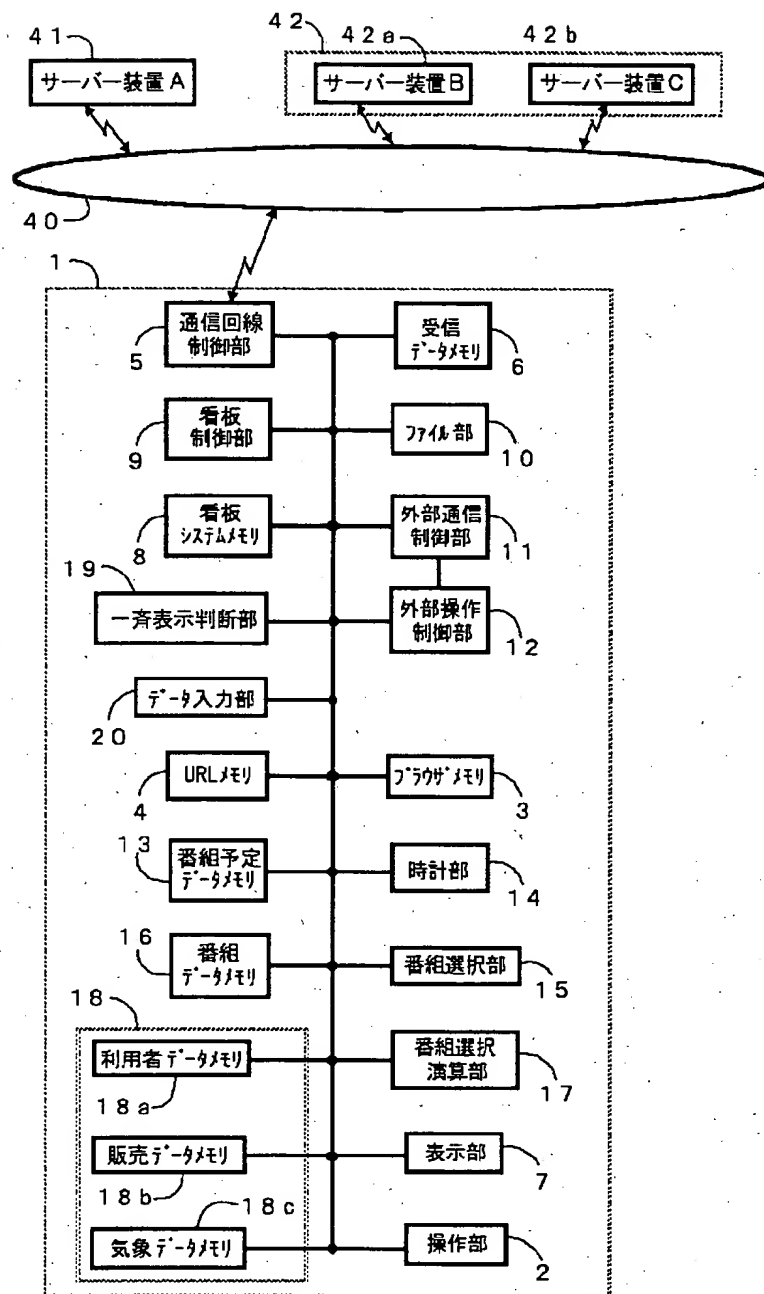 41
サーバー装置A
42
42a
42b
サーバー装置B
サーバー装置C
40
1
通信回線
制御部
5
受信
データメモリ
6
看板
制御部
9
ファイル部
10
看板
システムメモリ
8
外部通信
制御部
11
19
一斉表示判断部
外部操作
制御部
12
データ入力部
20
URLメモリ
4
ブラウザメモリ
3
13
番組予定
データメモリ
時計部
14
16
番組
データメモリ
番組選択部
15
18
利用者データメモリ
18a
番組選択
演算部
17
販売データメモリ
18b
表示部
7
18c
気象データメモリ
操作部
2